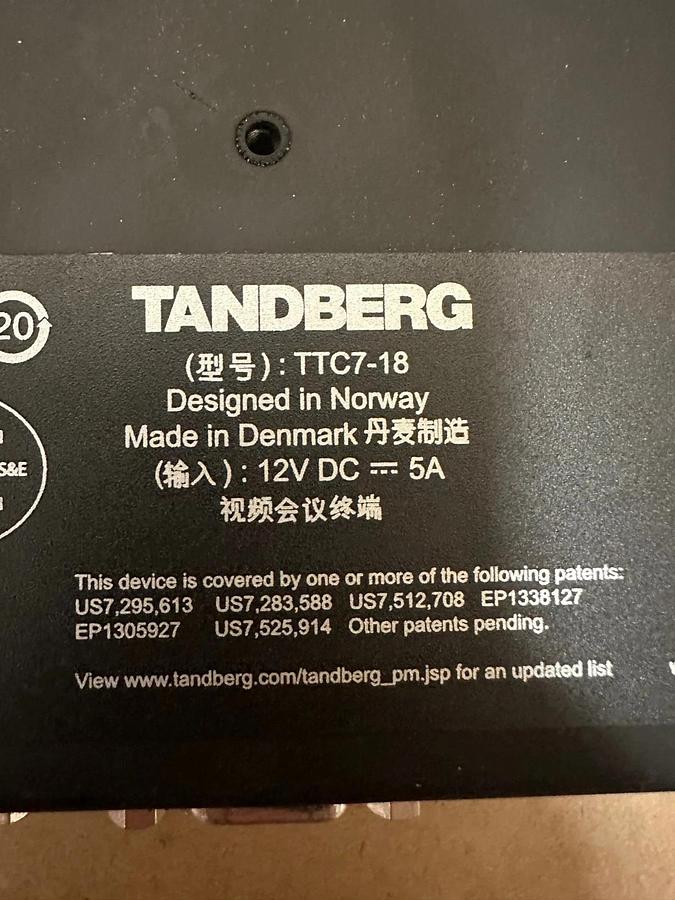 TANDBERG
(型号) : TTC7-18
Designed in Norway
Made in Denmark 丹麦制造
(输入) : 12V DC ⎓ 5A
视频会议终端
20
S&E
This device is covered by one or more of the following patents:
US7,295,613 US7,283,588 US7,512,708 EP1338127
EP1305927 US7,525,914 Other patents pending.
View www.tandberg.com/tandberg_pm.jsp for an updated list